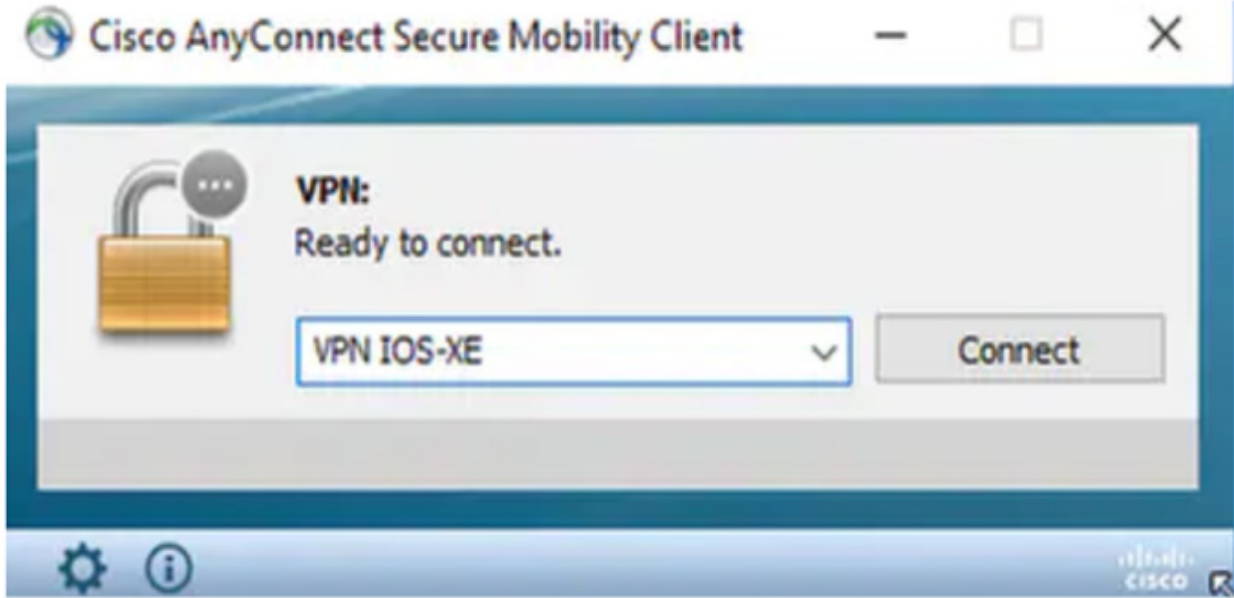 Cisco AnyConnect Secure Mobility Client
VPN:
Ready to connect.
VPN IOS-XE
Connect
CISCO